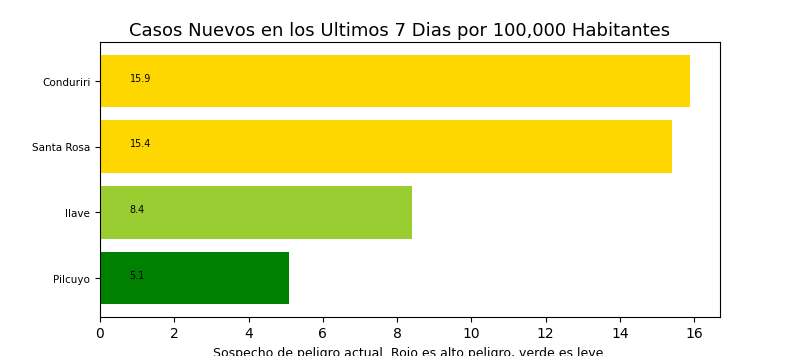 Casos Nuevos en los Ultimos 7 Dias por 100,000 Habitantes
Conduriri
15.9
Santa Rosa
15.4
Ilave
8.4
Pilcuyo
5.1
0 2 4 6 8 10 12 14 16
Sospecho de peligro actual. Rojo es alto peligro, verde es leve